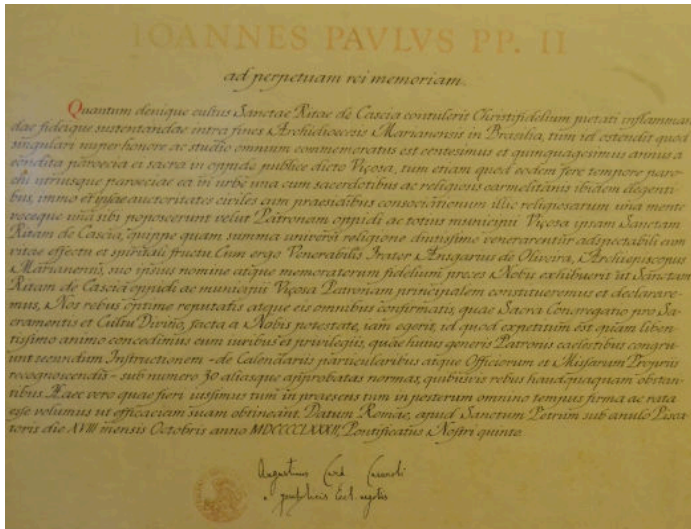 IOANNES PAVLVS PP. II
ad perpetuam rei memoriam.
Quantum denique cultus Sanctae Ritae de Cascia contulerit Christifidelium pietati inflamman
dae fideique sustentandae intra fines Archidioecesis Marianensis in Brasilia, tum id ostendit quod
singulari nuper honore ac studio omnium commemoratus est centesimus et quinquagesimus annus a
condita paroecia ei sacra in oppido publice dicto Viçosa, tum etiam quod eodem fere tempore paro-
chi utriusque paroeciae ea in urbe una cum sacerdotibus ac religiosis carmelitanis ibidem degenti
bus, immo et ipsae auctoritates civiles cum praesidibus consociationum illic religiosarum una mente
voceque una sibi poposcerunt velut Patronam oppidi ac totius municipii Viçosa ipsam Sanctam
Ritam de Cascia, quippe quam summa universi religione diutissimo venerarentur adspectabili cum
vitae effectu et spiritali fructu. Cum ergo Venerabilis Frater Ansgarius de Oliveira, Archiepiscopus
Marianensis, suo ipsius nomine atque memoratorum fidelium preces Nobis exhibuerit ut Sanctam
Ritam de Cascia oppidi ac municipii Viçosa Patronam principalem constitueremus et declarare-
mus, Nos rebus optime reputatis atque eis omnibus confirmatis, quae Sacra Congregatio pro Sa-
cramentis et Cultu Divino, facta a Nobis potestate, iam egerit, id quod expetitum est quam liben
tissimo animo concedimus cum iuribus et privilegiis, quae huius generis Patronis caelestibus congru
unt secundum Instructionem - de Calendariis particularibus atque Officiorum et Missarum Propriis
recognoscendis - sub numero 30 aliasque approbatas normas, quibusvis rebus haudquaquam obstan
tibus. Haec vero quae fieri iussimus tum in praesens tum in posterum omnino tempus firma ac rata
esse volumus ut efficaciam suam obtineant. Datum Romae, apud Sanctum Petrum sub anulo Pisca
toris die XVIII mensis Octobris anno MDCCCCLXXXII, Pontificatus Nostri quinto.
Augustinus Card. Casaroli
a publicis Eccl. negotiis